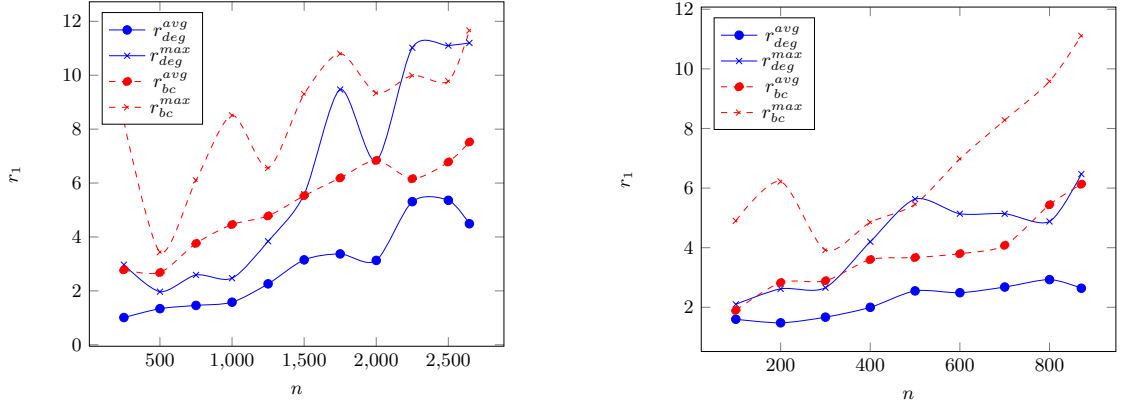 12
10
8
6
4
2
0
r₁
r_{deg}^{avg}
r_{deg}^{max}
r_{bc}^{avg}
r_{bc}^{max}
500 1,000 1,500 2,000 2,500
n
12
10
8
6
4
2
r₁
r_{deg}^{avg}
r_{deg}^{max}
r_{bc}^{avg}
r_{bc}^{max}
200 400 600 800
n